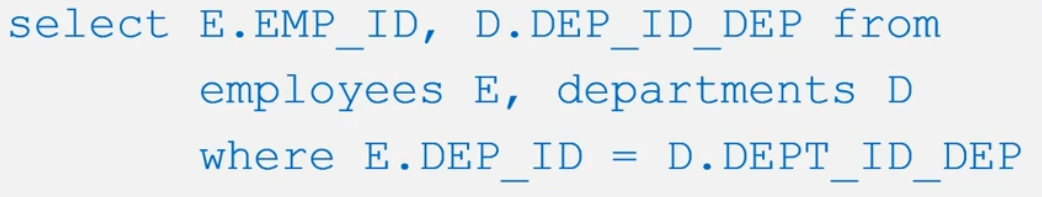 select E.EMP_ID, D.DEP_ID_DEP from
employees E, departments D
where E.DEP_ID = D.DEPT_ID_DEP